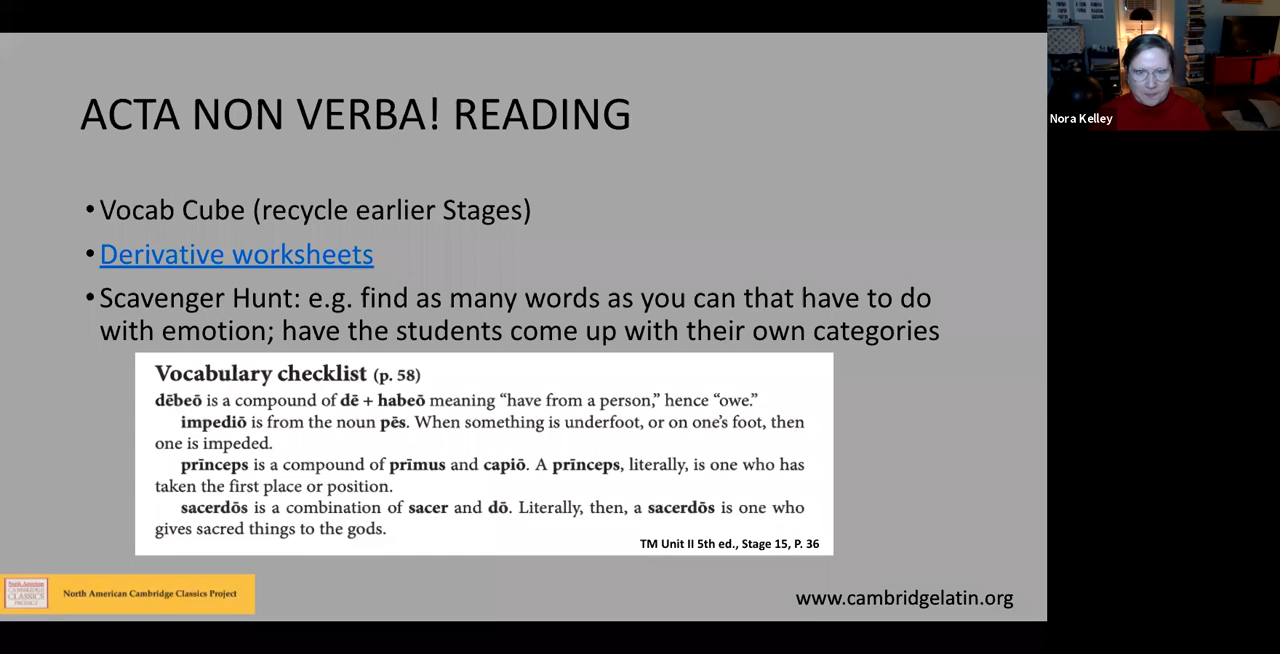 ACTA NON VERBA! READING
• Vocab Cube (recycle earlier Stages)
• Derivative worksheets
• Scavenger Hunt: e.g. find as many words as you can that have to do
with emotion; have the students come up with their own categories
Vocabulary checklist (p. 58)
dēbeō is a compound of dē + habeō meaning “have from a person,” hence “owe.”
impediō is from the noun pēs. When something is underfoot, or on one’s foot, then
one is impeded.
prīnceps is a compound of prīmus and capiō. A prīnceps, literally, is one who has
taken the first place or position.
sacerdōs is a combination of sacer and dō. Literally, then, a sacerdōs is one who
gives sacred things to the gods.
TM Unit II 5th ed., Stage 15, P. 36
North American
CAMBRIDGE
CLASSICS
PROJECT
North American Cambridge Classics Project
www.cambridgelatin.org
Nora Kelley